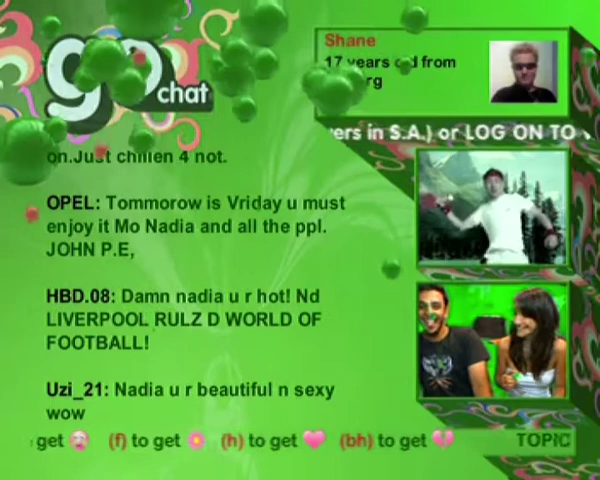 go
chat
Shane
17 years old from
rg
ers in S.A.) or LOG ON TO
on.Just chillen 4 not.
OPEL: Tommorow is Vriday u must
enjoy it Mo Nadia and all the ppl.
JOHN P.E,
HBD.08: Damn nadia u r hot! Nd
LIVERPOOL RULZ D WORLD OF
FOOTBALL!
Uzi_21: Nadia u r beautiful n sexy
wow
get (f) to get (h) to get (bh) to get TOPIC